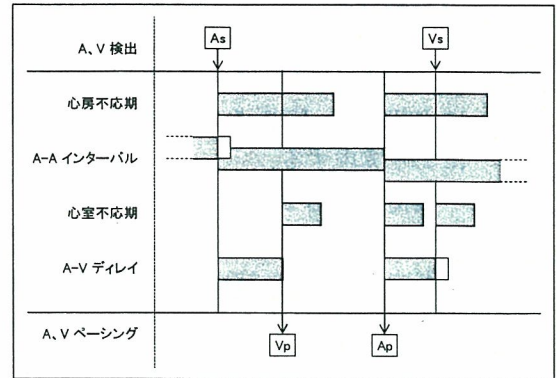 As
Vs
A、V 検出
心房不応期
A-A インターバル
心室不応期
A-V ディレイ
A、V ペーシング
Vp
Ap